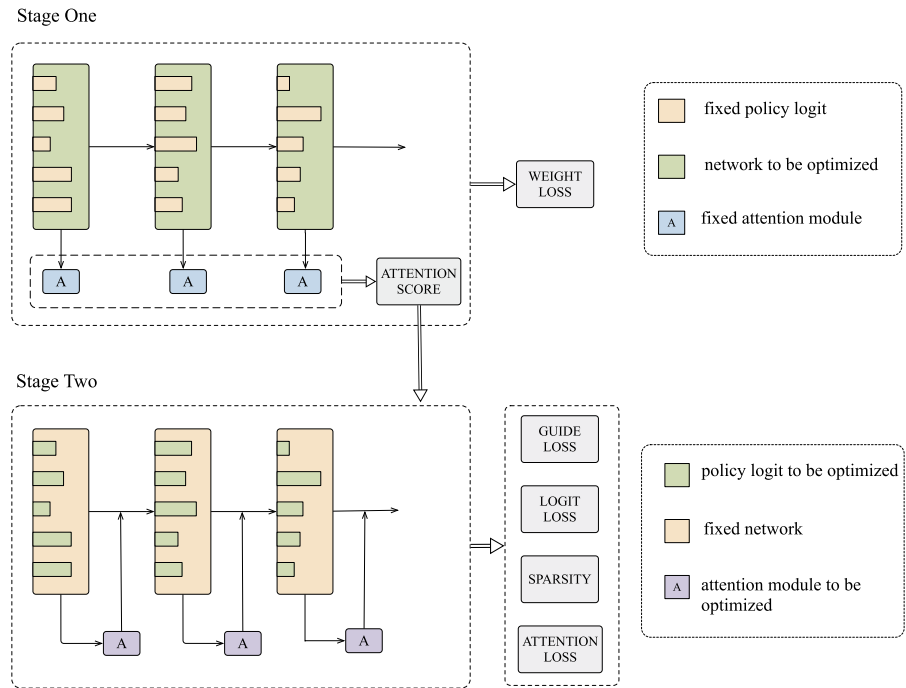 Stage One
WEIGHT
LOSS
A
A
A
ATTENTION
SCORE
fixed policy logit
network to be optimized
A
fixed attention module
Stage Two
A
A
A
GUIDE
LOSS
LOGIT
LOSS
SPARSITY
ATTENTION
LOSS
policy logit to be optimized
fixed network
A
attention module to be
optimized